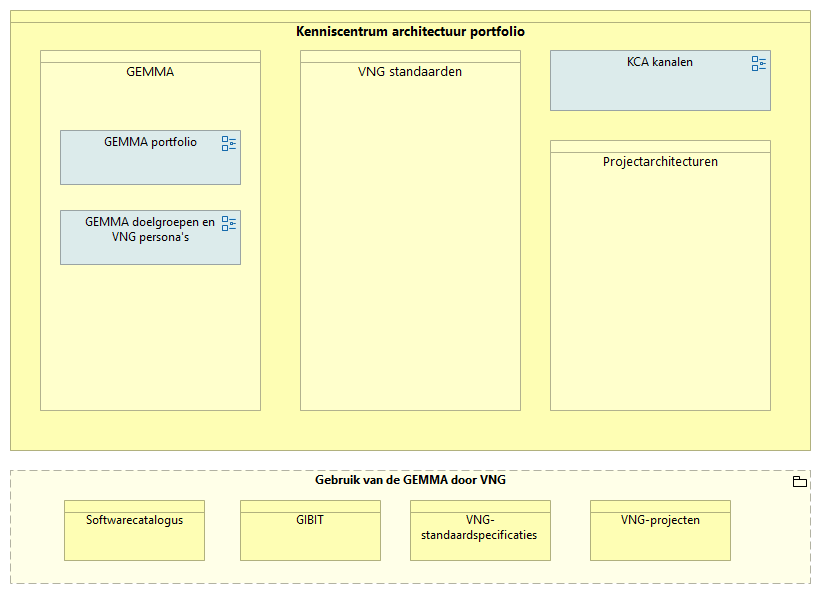 Kenniscentrum architectuur portfolio
GEMMA
GEMMA portfolio
GEMMA doelgroepen en
VNG persona's
VNG standaarden
KCA kanalen
Projectarchitecturen
Gebruik van de GEMMA door VNG
Softwarecatalogus
GIBIT
VNG-
standaardspecificaties
VNG-projecten